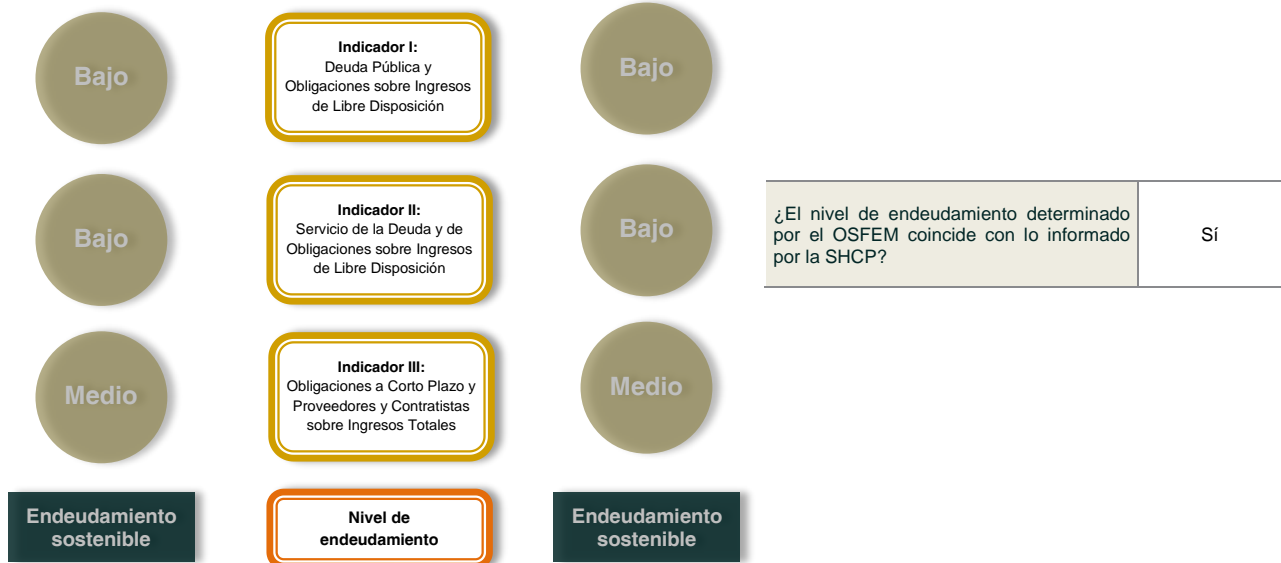 Bajo
Indicador I:
Deuda Pública y
Obligaciones sobre Ingresos
de Libre Disposición
Bajo
Bajo
Indicador II:
Servicio de la Deuda y de
Obligaciones sobre Ingresos
de Libre Disposición
Bajo
¿El nivel de endeudamiento determinado
por el OSFEM coincide con lo informado
por la SHCP?
Sí
Medio
Indicador III:
Obligaciones a Corto Plazo y
Proveedores y Contratistas
sobre Ingresos Totales
Medio
Endeudamiento
sostenible
Nivel de
endeudamiento
Endeudamiento
sostenible